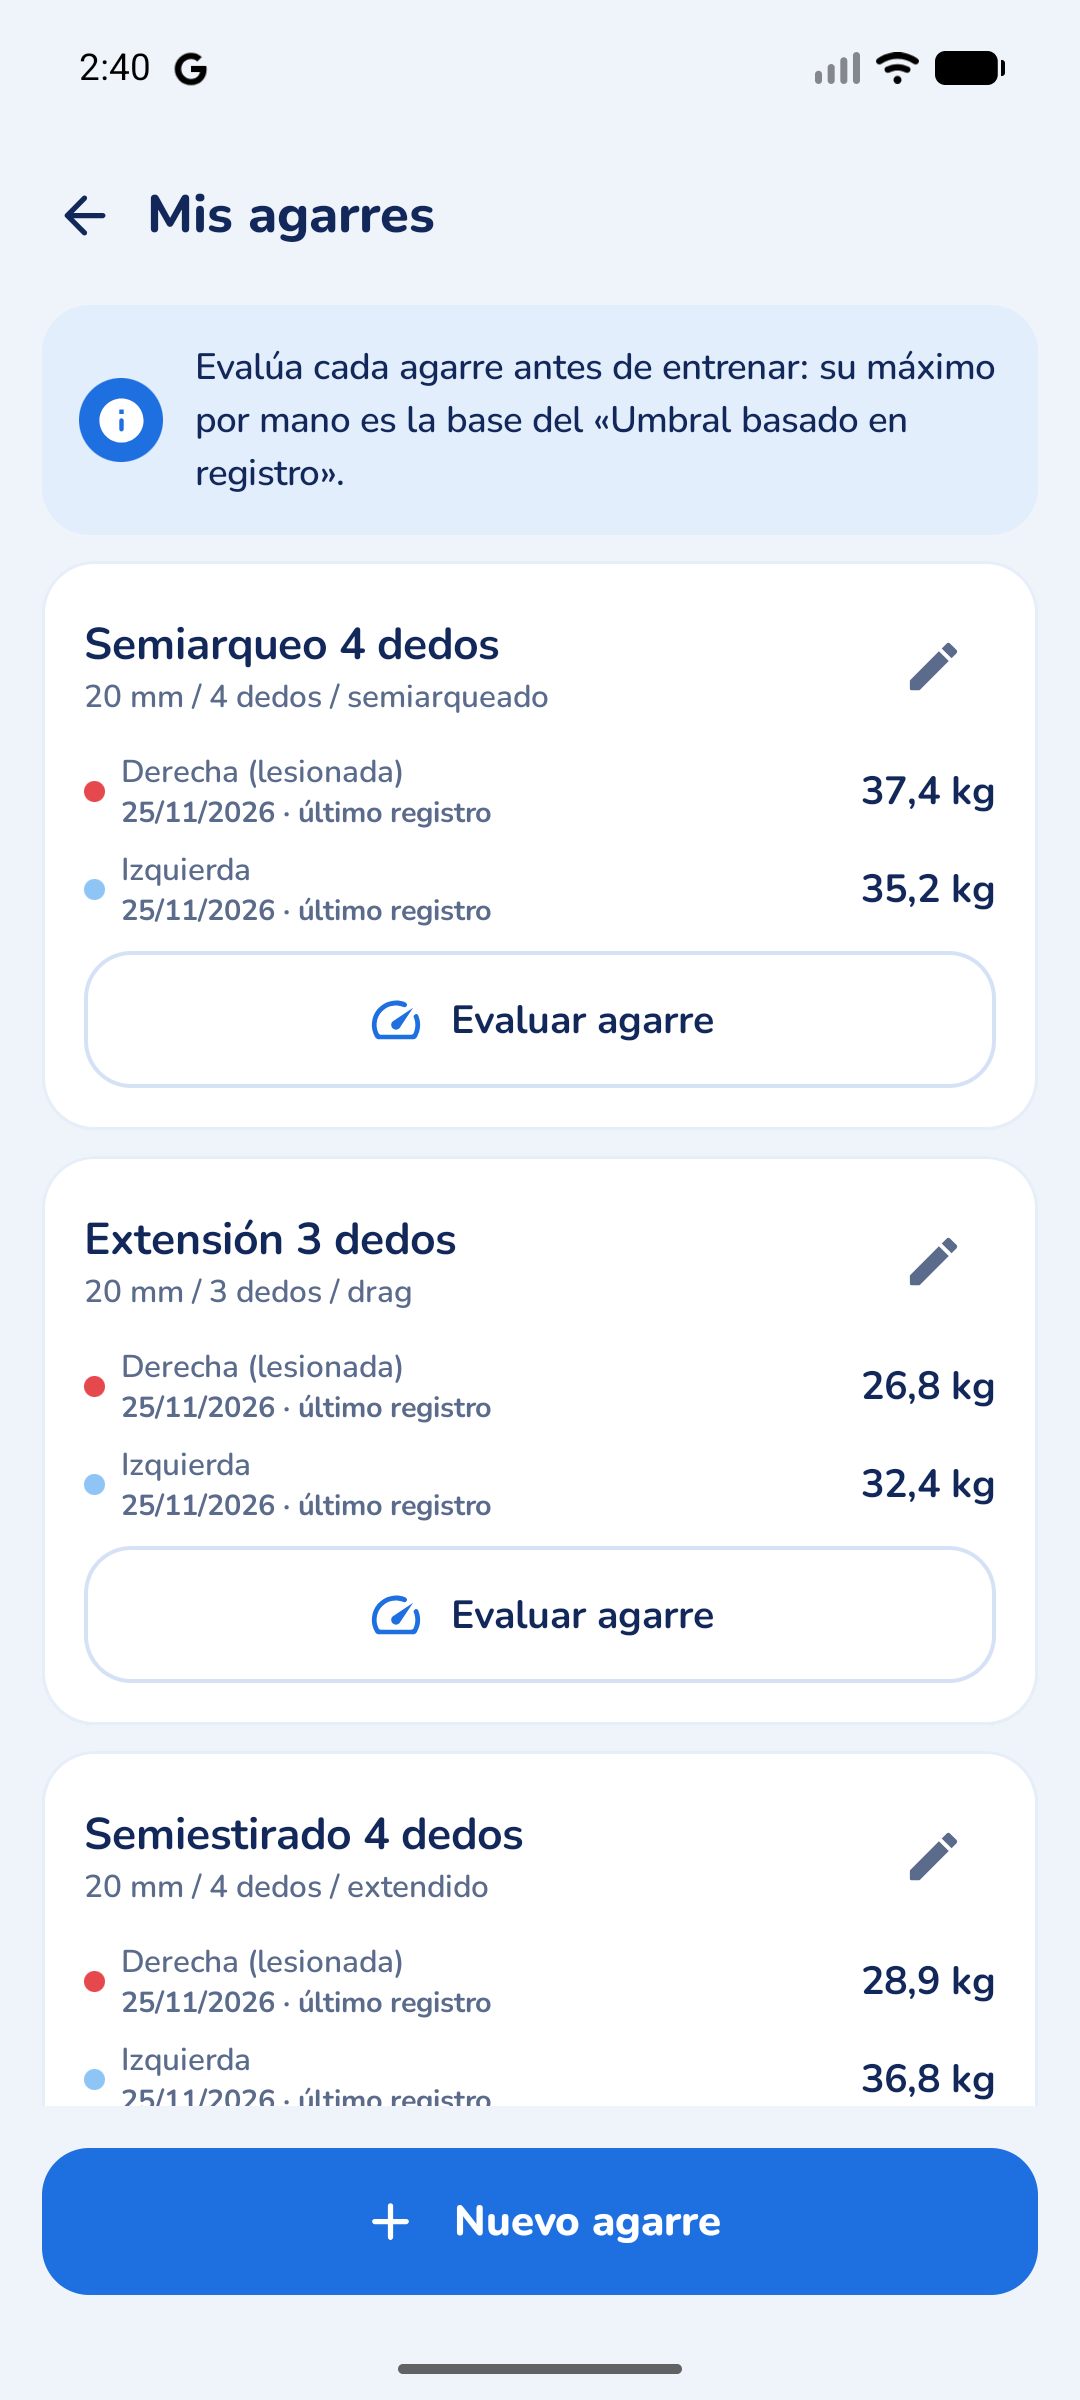 2:40
Mis agarres
Evalúa cada agarre antes de entrenar: su máximo
por mano es la base del «Umbral basado en
registro».
Semiarqueo 4 dedos
20 mm / 4 dedos / semiarqueado
Derecha (lesionada)
25/11/2026 · último registro
37,4 kg
Izquierda
25/11/2026 · último registro
35,2 kg
Evaluar agarre
Extensión 3 dedos
20 mm / 3 dedos / drag
Derecha (lesionada)
25/11/2026 · último registro
26,8 kg
Izquierda
25/11/2026 · último registro
32,4 kg
Evaluar agarre
Semiestirado 4 dedos
20 mm / 4 dedos / extendido
Derecha (lesionada)
25/11/2026 · último registro
28,9 kg
Izquierda
25/11/2026 · último registro
36,8 kg
Nuevo agarre